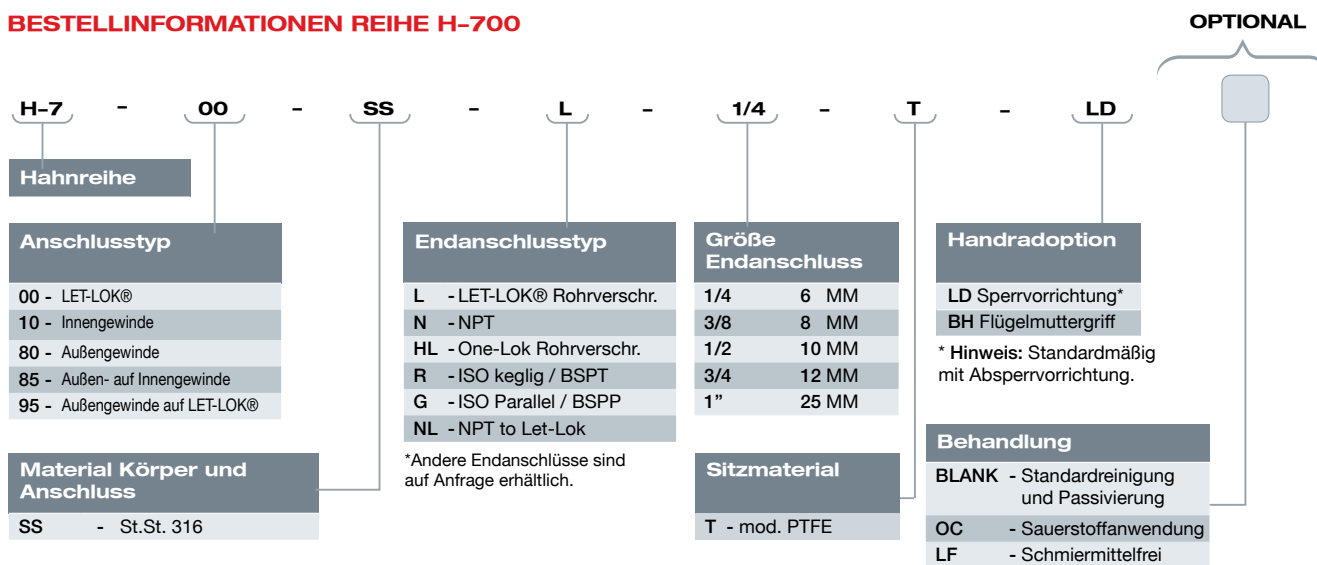 BESTELLINFORMATIONEN REIHE H-700
OPTIONAL
H-7 - 00 - SS - L - 1/4 - T - LD
Hahnreihe
Anschlusstyp
00 - LET-LOK®
10 - Innengewinde
80 - Außengewinde
85 - Außen- auf Innengewinde
95 - Außengewinde auf LET-LOK®
Material Körper und
Anschluss
SS - St.St. 316
Endanschlusstyp
L - LET-LOK® Rohrverschr.
N - NPT
HL - One-Lok Rohrverschr.
R - ISO keglig / BSPT
G - ISO Parallel / BSPP
NL - NPT to Let-Lok
*Andere Endanschlüsse sind
auf Anfrage erhältlich.
Größe
Endanschluss
1/4 6 MM
3/8 8 MM
1/2 10 MM
3/4 12 MM
1” 25 MM
Sitzmaterial
T - mod. PTFE
Handradoption
LD Sperrvorrichtung*
BH Flügelmuttergriff
* Hinweis: Standardmäßig
mit Absperrvorrichtung.
Behandlung
BLANK - Standardreinigung
und Passivierung
OC - Sauerstoffanwendung
LF - Schmiermittelfrei